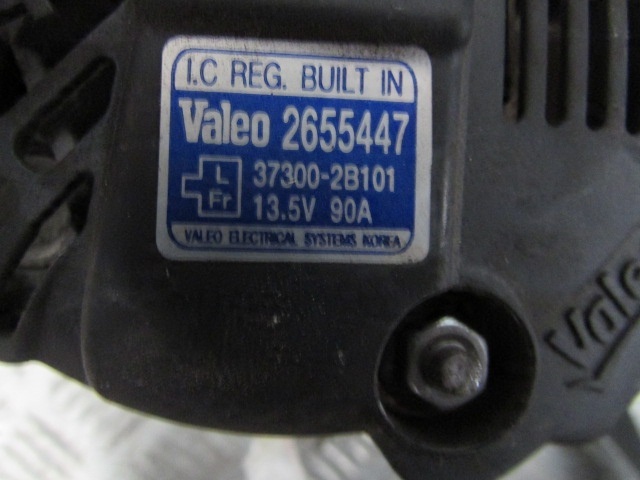 I.C REG. BUILT IN
Valeo 2655447
L 37300-2B101
Fr 13.5V 90A
VALEO ELECTRICAL SYSTEMS KOREA
Valeo